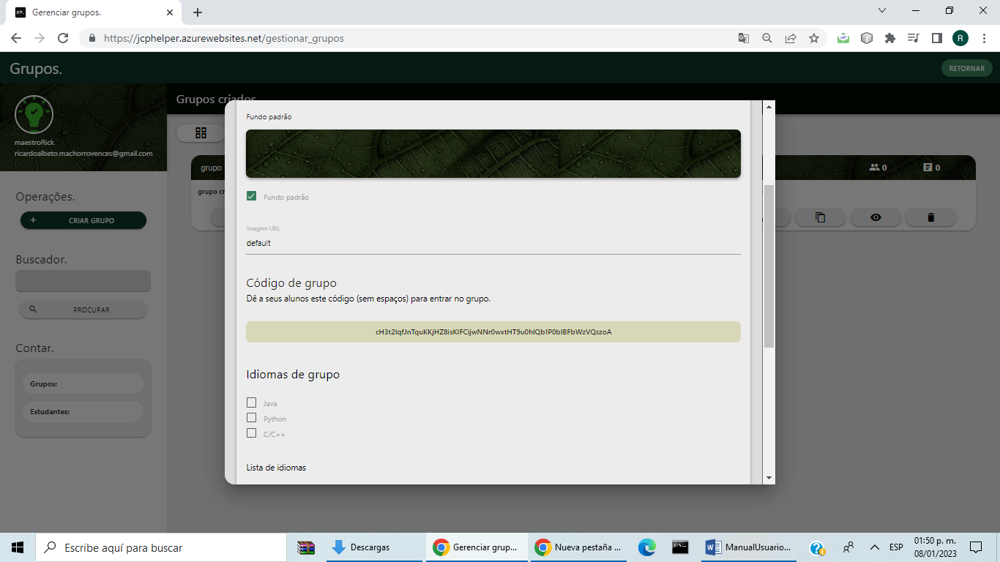 Gerenciar grupos.
https://jcphelper.azurewebsites.net/gestionar_grupos
R
Grupos.
RETORNAR
maestroRick
ricardoalbeto.machorrovences@gmail.com
Grupos criados
Operações.
CRIAR GRUPO
Buscador.
PROCURAR
Contar.
Grupos:
Estudantes:
grupo
0
0
grupo cr
Fundo padrão
Fundo padrão
imagem URL
default
Código de grupo
Dê a seus alunos este código (sem espaços) para entrar no grupo.
Idiomas de grupo
Java
Python
C/C++
Lista de idiomas
Escribe aquí para buscar
Descargas
Gerenciar grup...
Nueva pestaña ...
ManualUsuario...
ESP
01:50 p. m.
08/01/2023